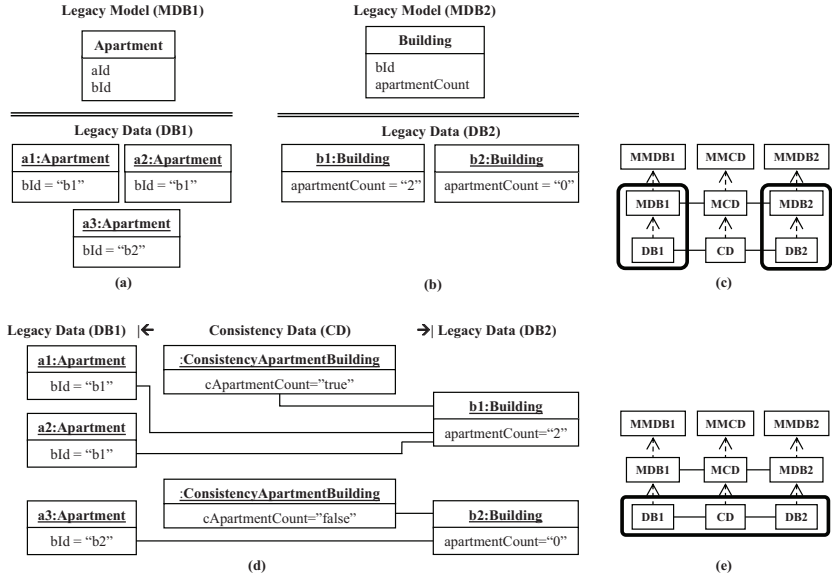 Legacy Model (MDB1)
Apartment
aId
bId
Legacy Data (DB1)
a1:Apartment
bId = “b1”
a2:Apartment
bId = “b1”
a3:Apartment
bId = “b2”
(a)
Legacy Model (MDB2)
Building
bId
apartmentCount
Legacy Data (DB2)
b1:Building
apartmentCount = “2”
b2:Building
apartmentCount = “0”
(b)
MMDB1 MMCD MMDB2
MDB1 MCD MDB2
DB1 CD DB2
(c)
Legacy Data (DB1) |← Consistency Data (CD) →| Legacy Data (DB2)
a1:Apartment
bId = “b1”
:ConsistencyApartmentBuilding
cApartmentCount=”true”
b1:Building
apartmentCount=“2”
a2:Apartment
bId = “b1”
:ConsistencyApartmentBuilding
cApartmentCount=”false”
a3:Apartment
bId = “b2”
b2:Building
apartmentCount=“0”
(d)
MMDB1 MMCD MMDB2
MDB1 MCD MDB2
DB1 CD DB2
(e)